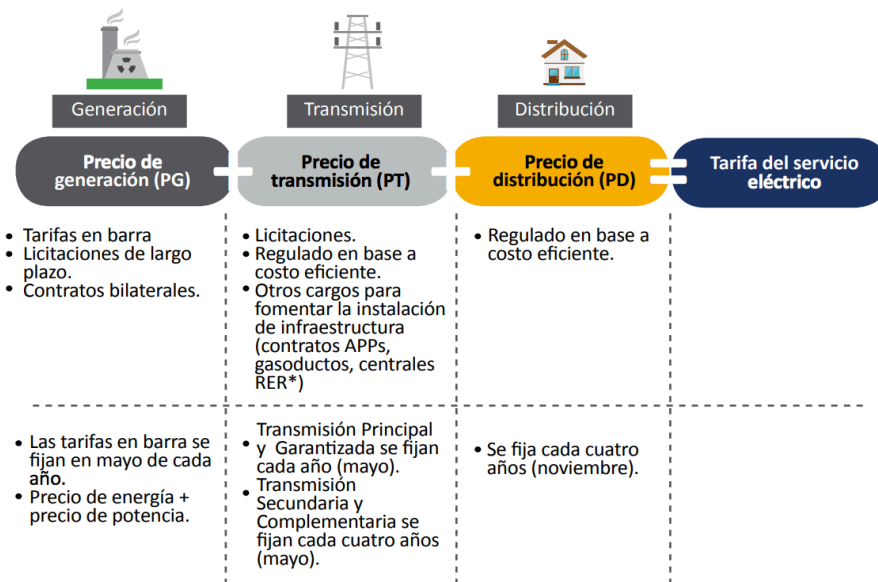 Generación
Transmisión
Distribución
Precio de
generación (PG)
Precio de
transmisión (PT)
Precio de
distribución (PD)
Tarifa del servicio
eléctrico
• Tarifas en barra
• Licitaciones de largo
plazo.
• Contratos bilaterales.
• Licitaciones.
• Regulado en base a
costo eficiente.
• Otros cargos para
fomentar la instalación
de infraestructura
(contratos APPs,
gasoductos, centrales
RER*)
• Regulado en base a
costo eficiente.
• Las tarifas en barra se
fijan en mayo de cada
año.
• Precio de energía +
precio de potencia.
• Transmisión Principal
y Garantizada se fijan
cada año (mayo).
• Transmisión
Secundaria y
Complementaria se
fijan cada cuatro años
(mayo).
• Se fija cada cuatro
años (noviembre).